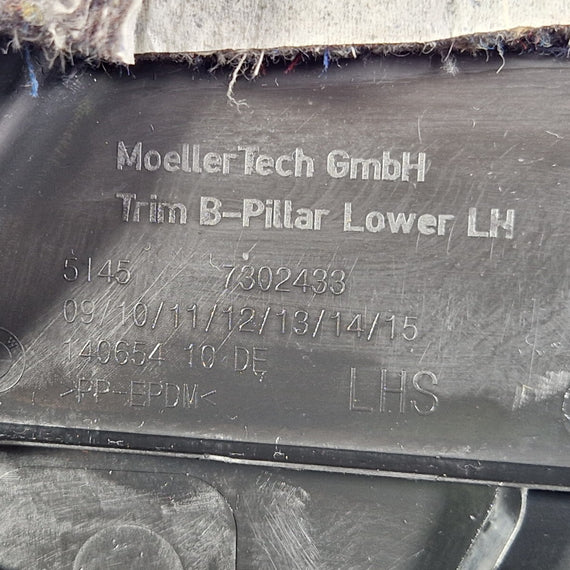 MoellerTech GmbH
Trim B-Pillar Lower LH
5145 7302433
09/10/11/12/13/14/15
140654 10 DE
>PP-EPDM< LHS